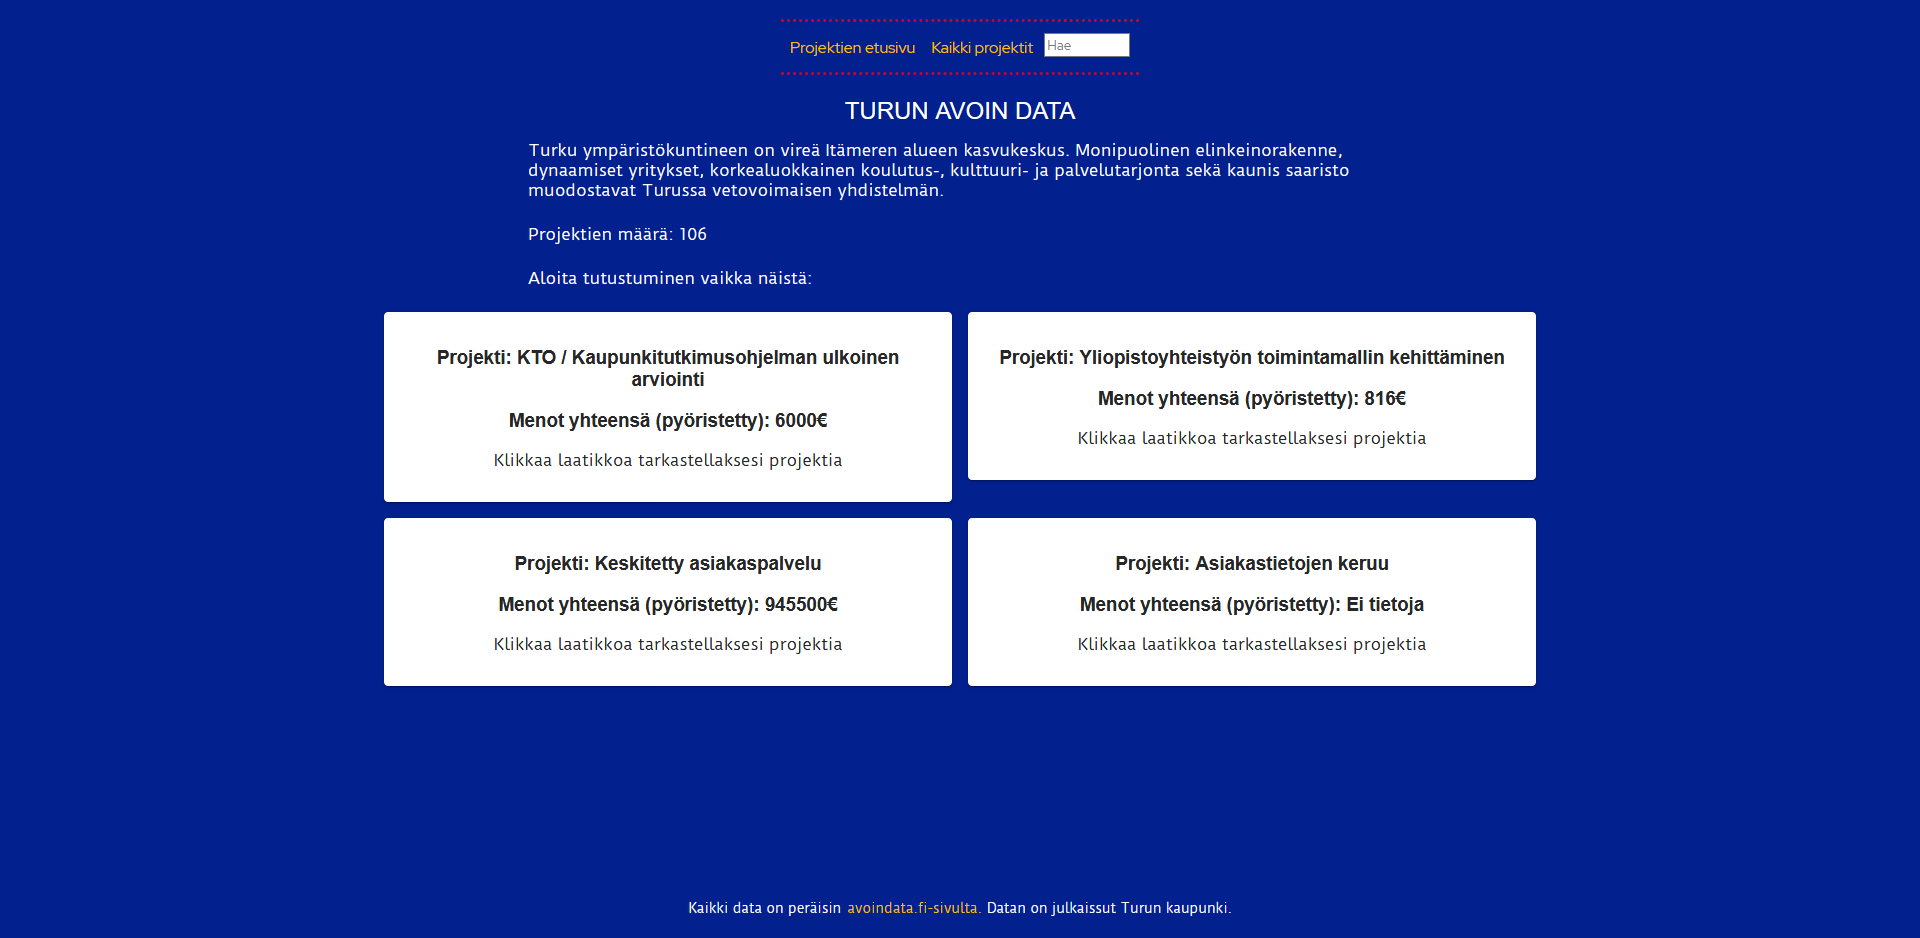 Projektien etusivu Kaikki projektit Hae
TURUN AVOIN DATA
Turku ympäristökuntineen on vireä Itämeren alueen kasvukeskus. Monipuolinen elinkeinorakenne,
dynaamiset yritykset, korkealuokkainen koulutus-, kulttuuri- ja palvelutarjonta sekä kaunis saaristo
muodostavat Turussa vetovoimaisen yhdistelmän.
Projektien määrä: 106
Aloita tutustuminen vaikka näistä:
Projekti: KTO / Kaupunkitutkimusohjelman ulkoinen
arviointi
Menot yhteensä (pyöristetty): 6000€
Klikkaa laatikkoa tarkastellaksesi projektia
Projekti: Yliopistoyhteistyön toimintamallin kehittäminen
Menot yhteensä (pyöristetty): 816€
Klikkaa laatikkoa tarkastellaksesi projektia
Projekti: Keskitetty asiakaspalvelu
Menot yhteensä (pyöristetty): 945500€
Klikkaa laatikkoa tarkastellaksesi projektia
Projekti: Asiakastietojen keruu
Menot yhteensä (pyöristetty): Ei tietoja
Klikkaa laatikkoa tarkastellaksesi projektia
Kaikki data on peräisin avoindata.fi-sivulta. Datan on julkaissut Turun kaupunki.